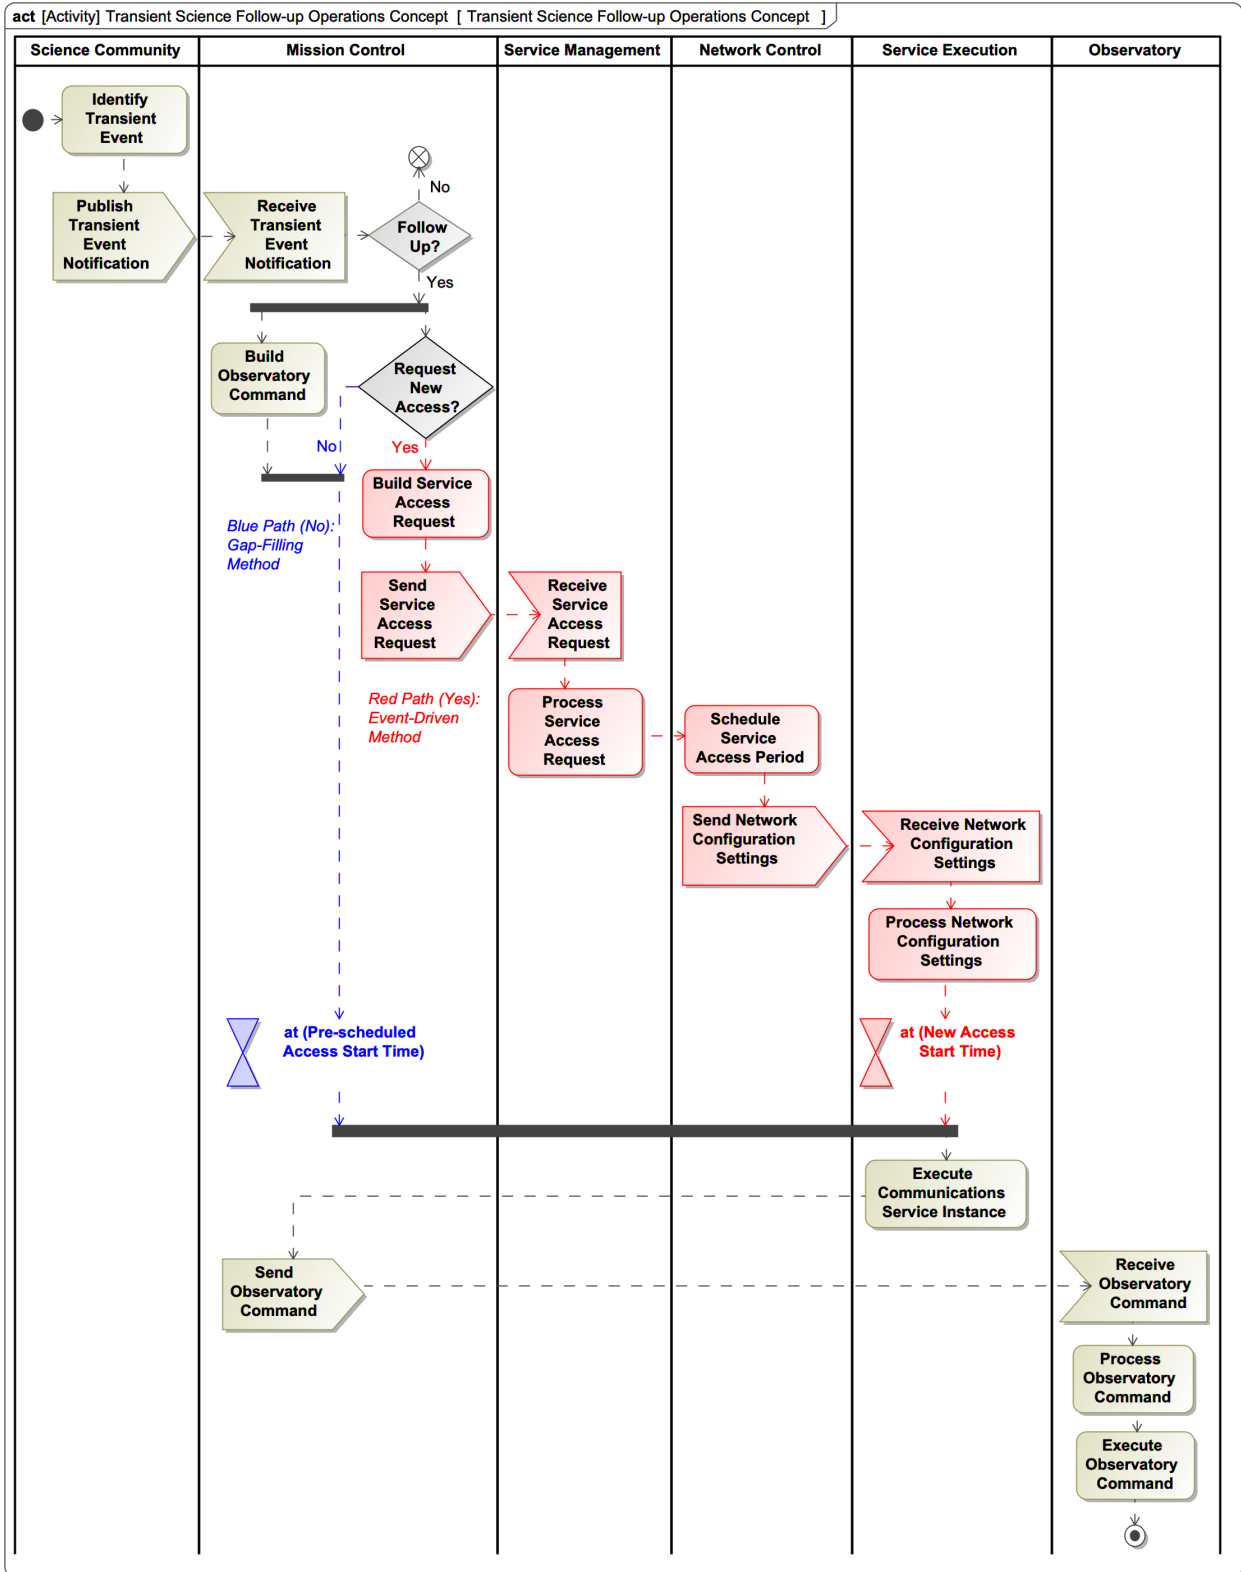 act [Activity] Transient Science Follow-up Operations Concept [ Transient Science Follow-up Operations Concept ]
Science Community
Mission Control
Service Management
Network Control
Service Execution
Observatory
Identify
Transient
Event
Publish
Transient
Event
Notification
Receive
Transient
Event
Notification
No
Follow
Up?
Yes
Build
Observatory
Command
Request
New
Access?
No
Yes
Build Service
Access
Request
Blue Path (No):
Gap-Filling
Method
Send
Service
Access
Request
Receive
Service
Access
Request
Red Path (Yes):
Event-Driven
Method
Process
Service
Access
Request
Schedule
Service
Access Period
Send Network
Configuration
Settings
Receive Network
Configuration
Settings
Process Network
Configuration
Settings
at (Pre-scheduled
Access Start Time)
at (New Access
Start Time)
Execute
Communications
Service Instance
Send
Observatory
Command
Receive
Observatory
Command
Process
Observatory
Command
Execute
Observatory
Command